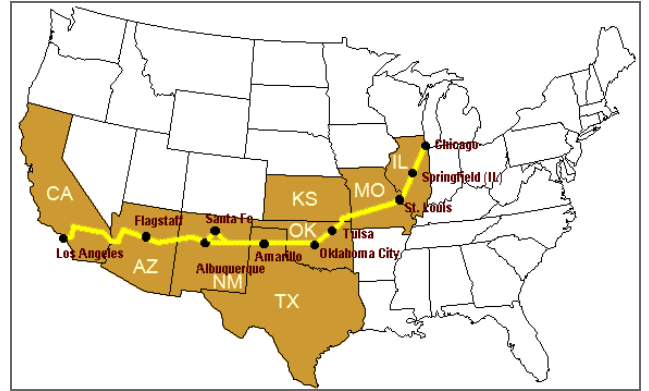 Chicago
IL
Springfield (IL)
CA
KS
MO
St. Louis
Flagstaff
Santa Fe
OK
Tulsa
Los Angeles
Amarillo
Oklahoma City
AZ
Albuquerque
NM
TX